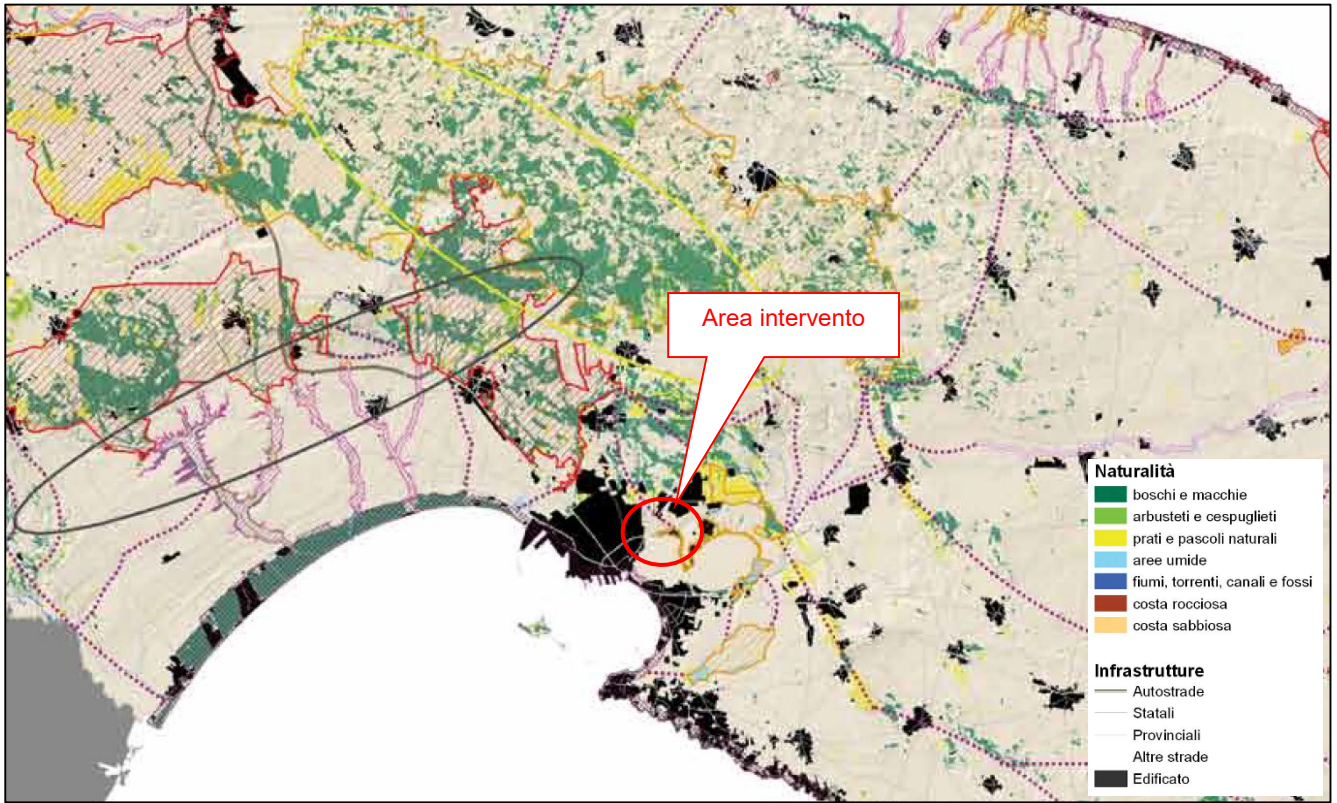 Area intervento
Naturalità
boschi e macchie
arbusteti e cespuglieti
prati e pascoli naturali
aree umide
fiumi, torrenti, canali e fossi
costa rocciosa
costa sabbiosa
Infrastrutture
Autostrade
Statali
Provinciali
Altre strade
Edificato